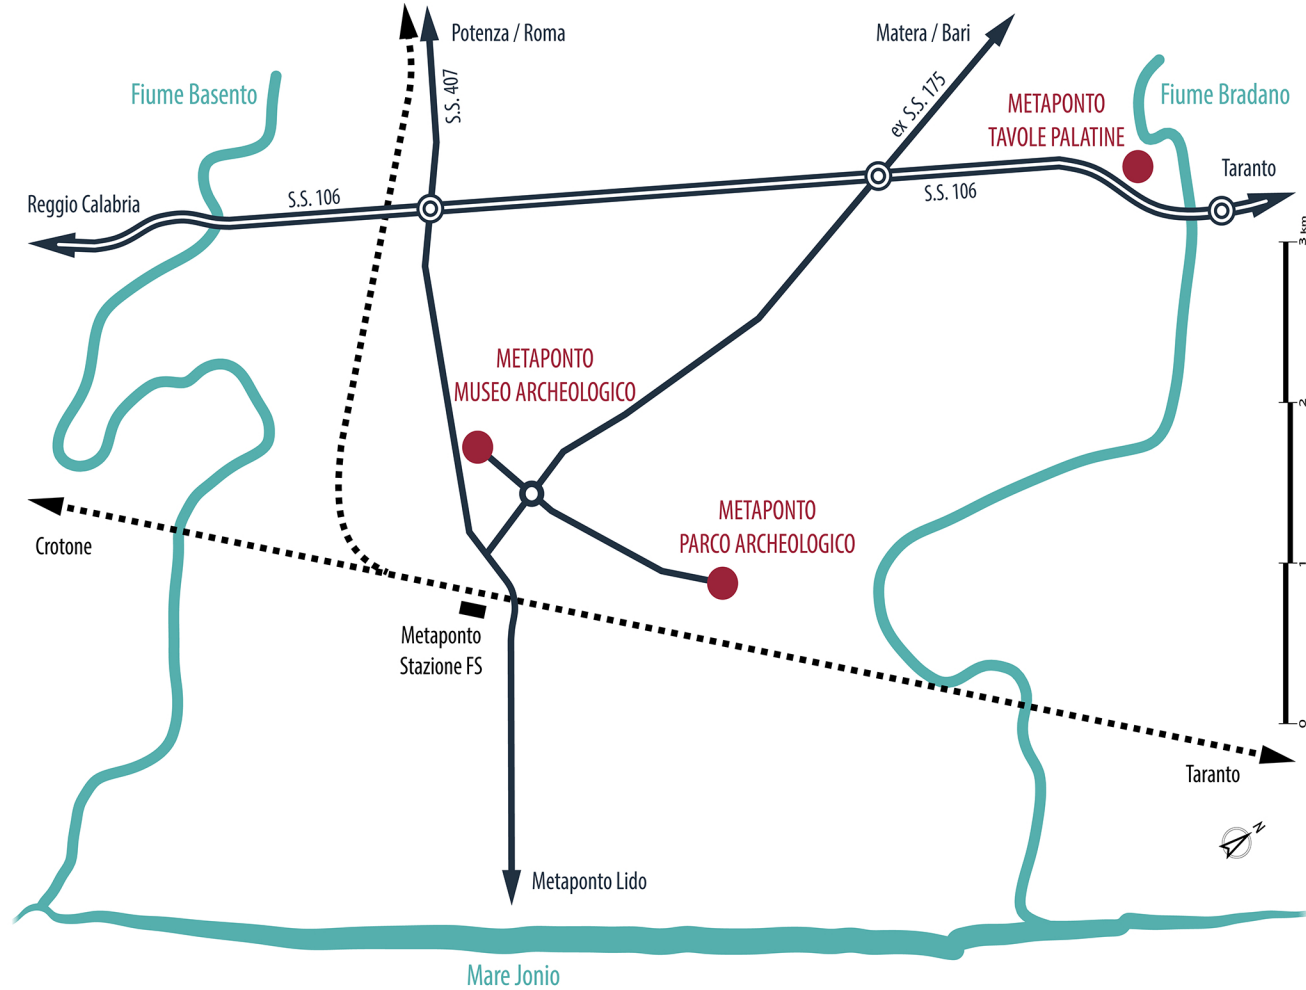 Potenza / Roma
Matera / Bari
Fiume Basento
S.S. 407
ex S.S. 175
METAPONTO
TAVOLE PALATINE
Fiume Bradano
Taranto
Reggio Calabria
S.S. 106
S.S. 106
3 km
METAPONTO
MUSEO ARCHEOLOGICO
2
METAPONTO
PARCO ARCHEOLOGICO
Crotone
1
Metaponto
Stazione FS
0
Taranto
N
Metaponto Lido
Mare Jonio